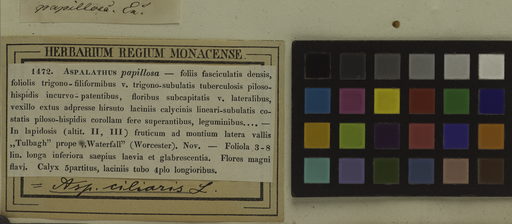 papillosa. En.
HERBARIUM REGIUM MONACENSE.
1472. ASPALATHUS papillosa — foliis fasciculatis densis,
foliolis trigono-filiformibus v. trigono-subulatis tuberculosis piloso-
hispidis incurvo-patentibus, floribus subcapitatis v. lateralibus,
vexillo extus adpresse hirsuto laciniis calycinis lineari-subulatis co-
statis piloso-hispidis corollam fere superantibus, leguminibus.... —
In lapidosis (altit. II, III) fruticum ad montium latera vallis
„Tulbagh" prope „Waterfall" (Worcester). Nov. — Foliola 3-8
lin. longa inferiora saepius laevia et glabroscentia. Flores magni
flavi. Calyx 5partitus, laciniis tubo 4plo longioribus.
= Asp. ciliaris L.